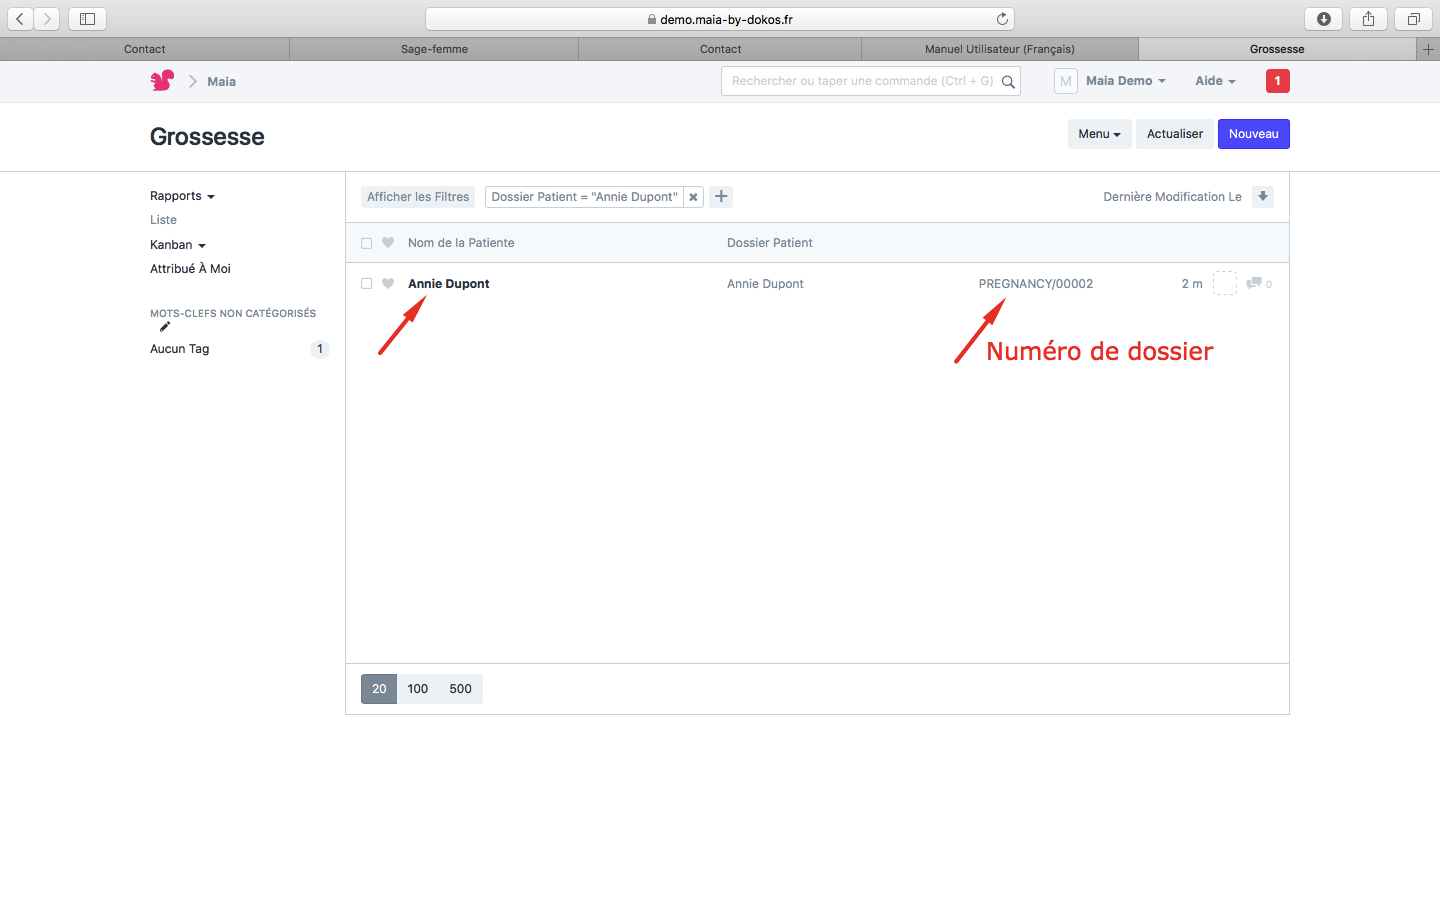 demo.maia-by-dokos.fr
Contact
Sage-femme
Contact
Manuel Utilisateur (Français)
Grossesse
Maia
Rechercher ou taper une commande (Ctrl + G)
M
Maia Demo
Aide
1
Grossesse
Menu
Actualiser
Nouveau
Rapports
Liste
Kanban
Attribué À Moi
MOTS-CLEFS NON CATÉGORISÉS
Aucun Tag
1
Afficher les Filtres
Dossier Patient = "Annie Dupont"
Dernière Modification Le
Nom de la Patiente
Dossier Patient
Annie Dupont
Annie Dupont
PREGNANCY/00002
2 m
0
Numéro de dossier
20
100
500